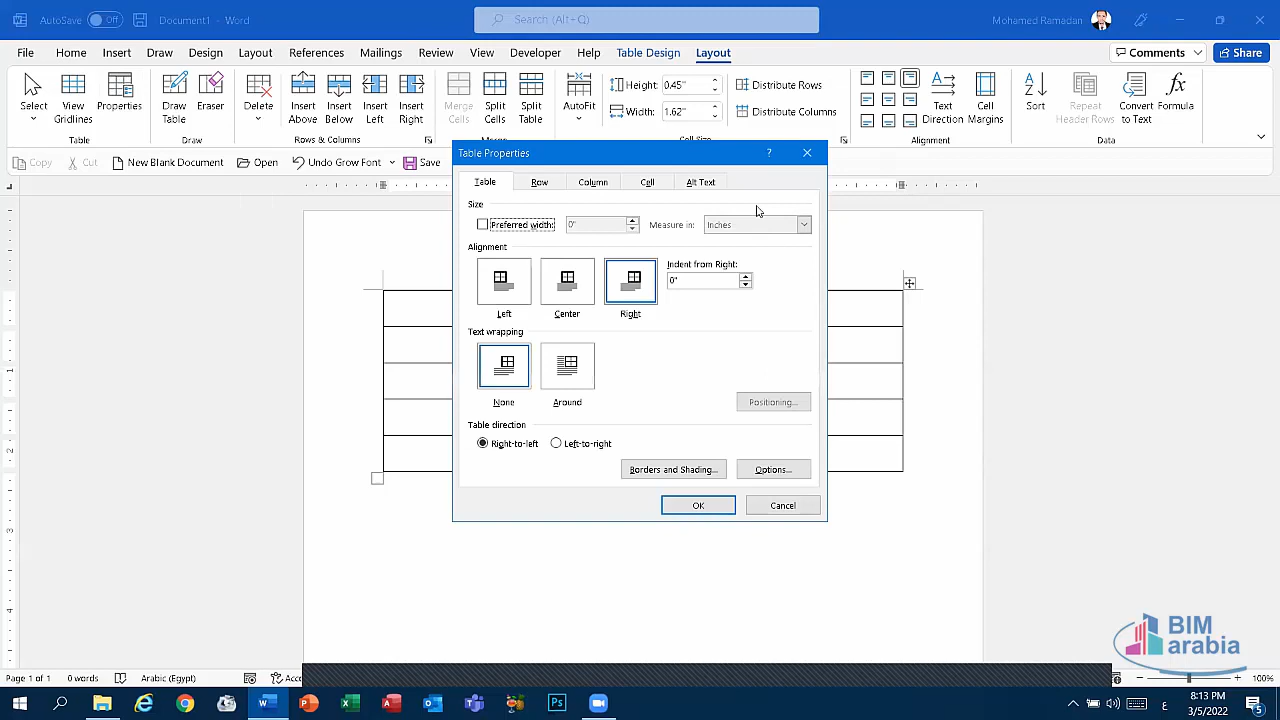 AutoSave Off Document1 - Word Search (Alt+Q) Mohamed Ramadan
File Home Insert Draw Design Layout References Mailings Review View Developer Help Table Design Layout Comments Share
Select View Gridlines Properties Draw Table Eraser Delete Insert Above Insert Below Insert Left Insert Right Merge Cells Split Cells Split Table AutoFit Height: 0.45" Width: 1.62" Distribute Rows Distribute Columns Text Direction Cell Margins Sort Repeat Header Rows Convert to Text Formula
Table Draw Rows & Columns Cell Size Alignment Data
Copy Cut New Blank Document Open Undo Grow Font Save
Table Properties ?
Table Row Column Cell Alt Text
Size
Preferred width: 0" Measure in: Inches
Alignment
Indent from Right:
0"
Left Center Right
Text wrapping
None Around Positioning...
Table direction
Right-to-left Left-to-right
Borders and Shading... Options...
OK Cancel
BIM
arabia
Page 1 of 1 0 words Arabic (Egypt) 100%
8:13 PM
3/5/2022